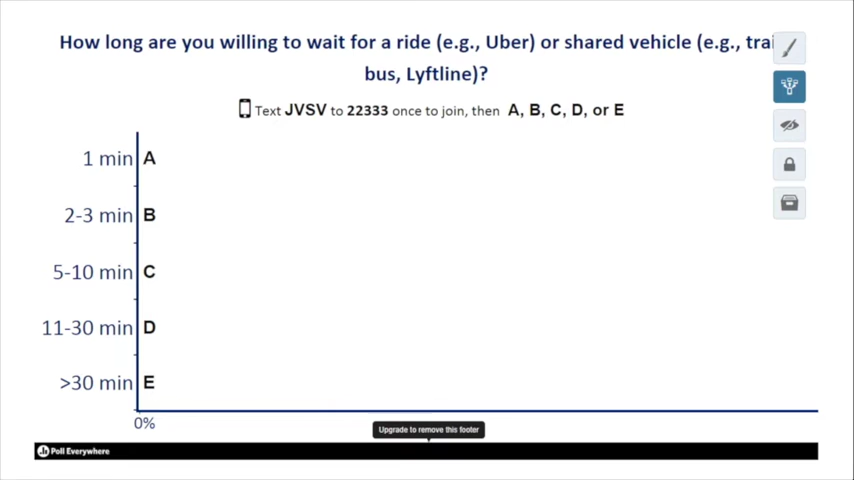 How long are you willing to wait for a ride (e.g., Uber) or shared vehicle (e.g.,
bus, Lyftline)?
Text JVSV to 22333 once to join, then A, B, C, D, or E
1 min A
2-3 min B
5-10 min C
11-30 min D
>30 min E
0%
Upgrade to remove this footer
Poll Everywhere